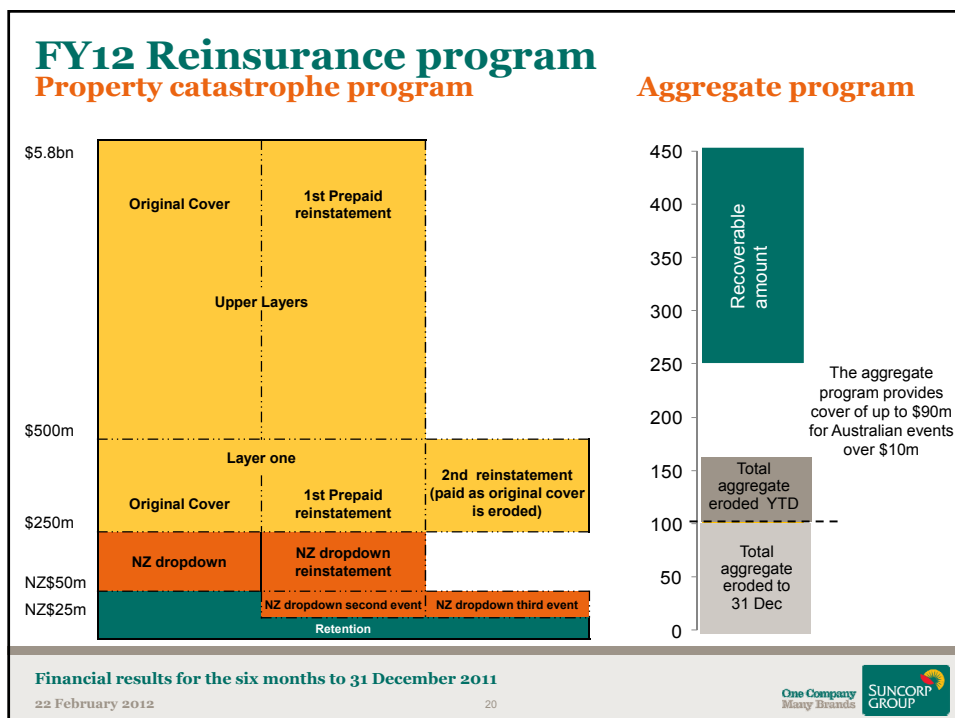 FY12 Reinsurance program
Property catastrophe program
$5.8bn
Original Cover
1st Prepaid
reinstatement
Upper Layers
$500m
Layer one
Original Cover
1st Prepaid
reinstatement
2nd reinstatement
(paid as original cover
is eroded)
$250m
NZ dropdown
NZ dropdown
reinstatement
NZ$50m
NZ$25m
NZ dropdown second event
NZ dropdown third event
Retention
Aggregate program
450
400
350
300
250
200
150
100
50
0
Recoverable
amount
Total
aggregate
eroded YTD
Total
aggregate
eroded to
31 Dec
The aggregate
program provides
cover of up to $90m
for Australian events
over $10m
Financial results for the six months to 31 December 2011
22 February 2012
20
One Company
Many Brands
SUNCORP
GROUP